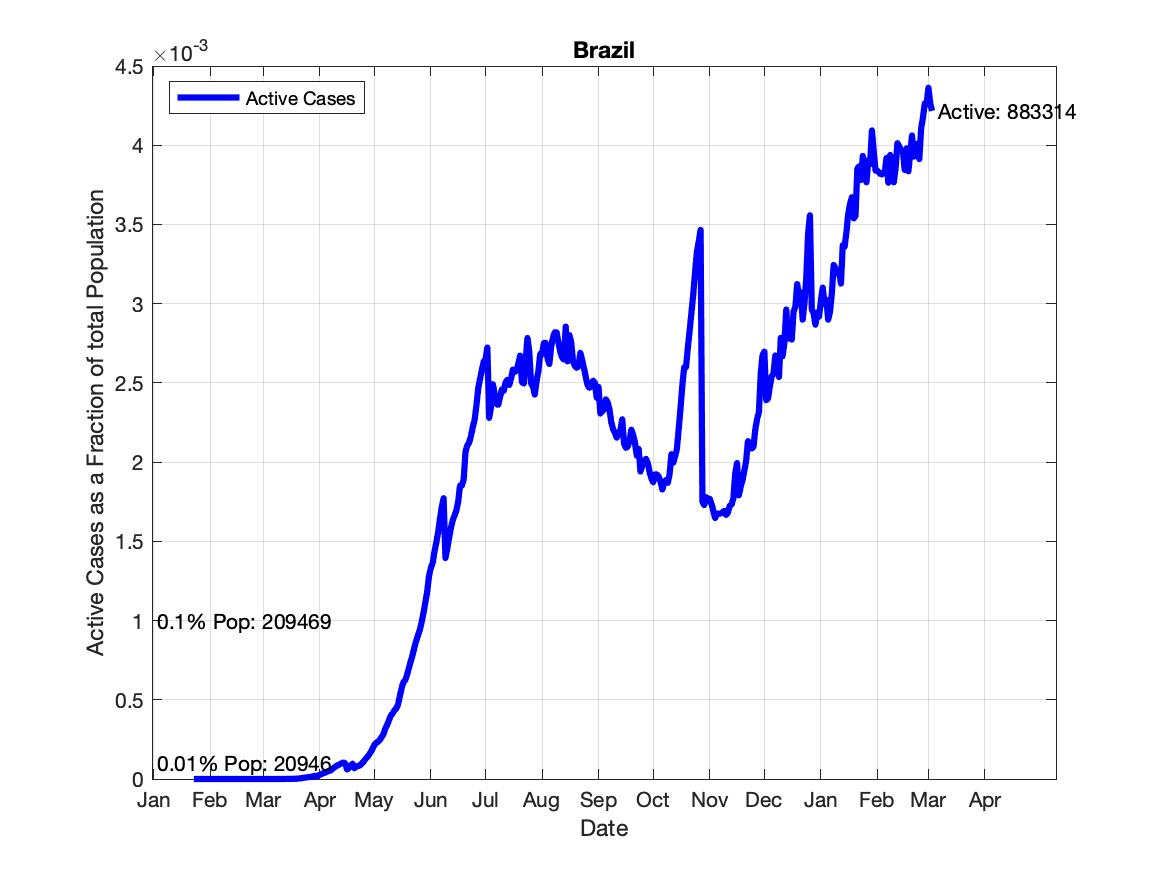 Brazil
×10-3
Active Cases
Active: 883314
4.5
4
3.5
3
2.5
2
1.5
1
0.5
0
0.1% Pop: 209469
0.01% Pop: 20946
Active Cases as a Fraction of total Population
Jan Feb Mar Apr May Jun Jul Aug Sep Oct Nov Dec Jan Feb Mar Apr
Date